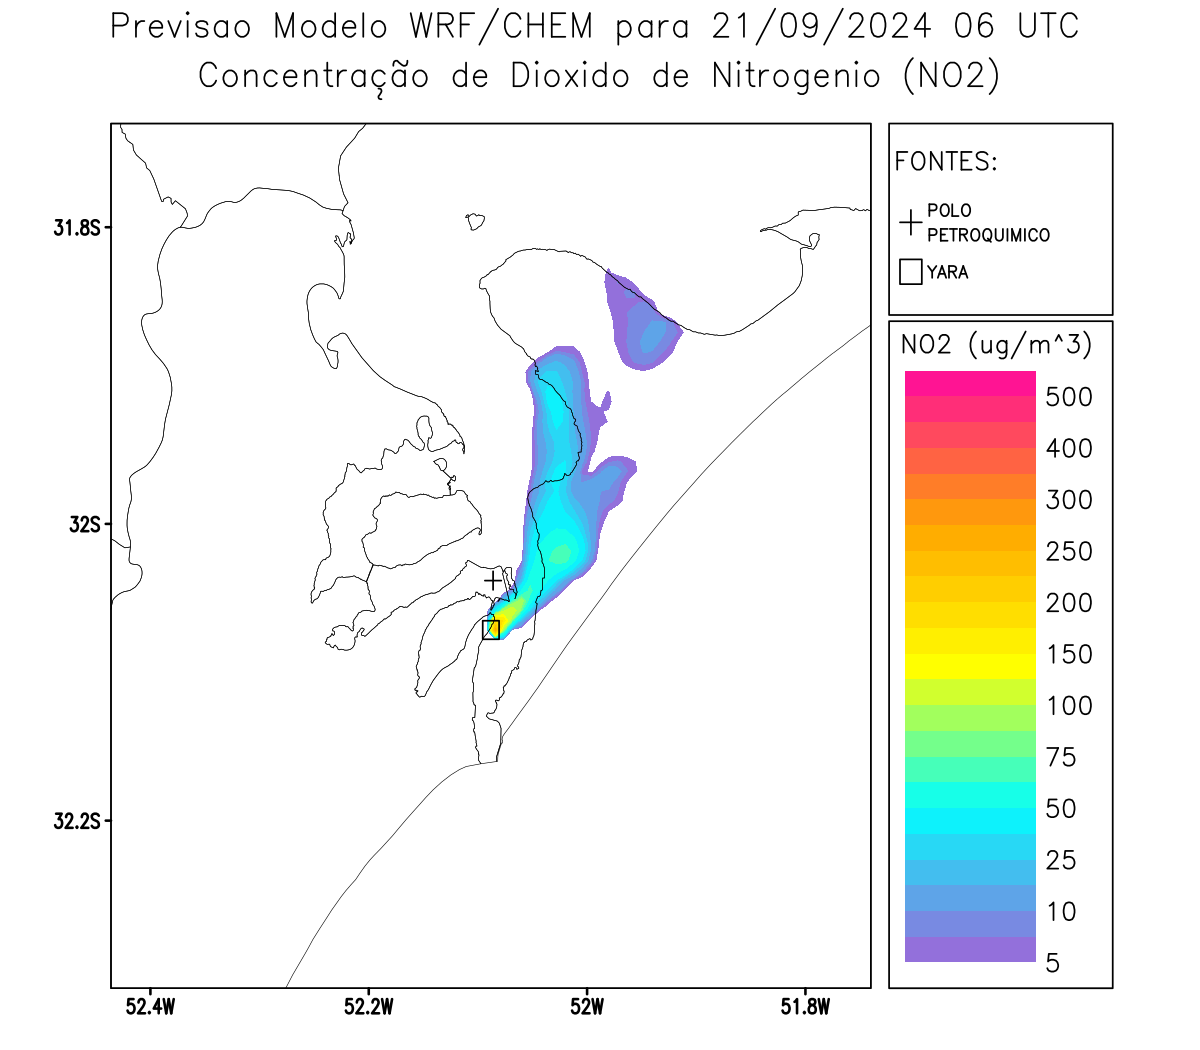 Previsao Modelo WRF/CHEM para 21/09/2024 06 UTC
Concentração de Dioxido de Nitrogenio (NO2)
FONTES:
POLO
PETROQUIMICO
YARA
31.8S
32S
32.2S
52.4W
52.2W
52W
51.8W
NO2 (ug/m^3)
500
400
300
250
200
150
100
75
50
25
10
5